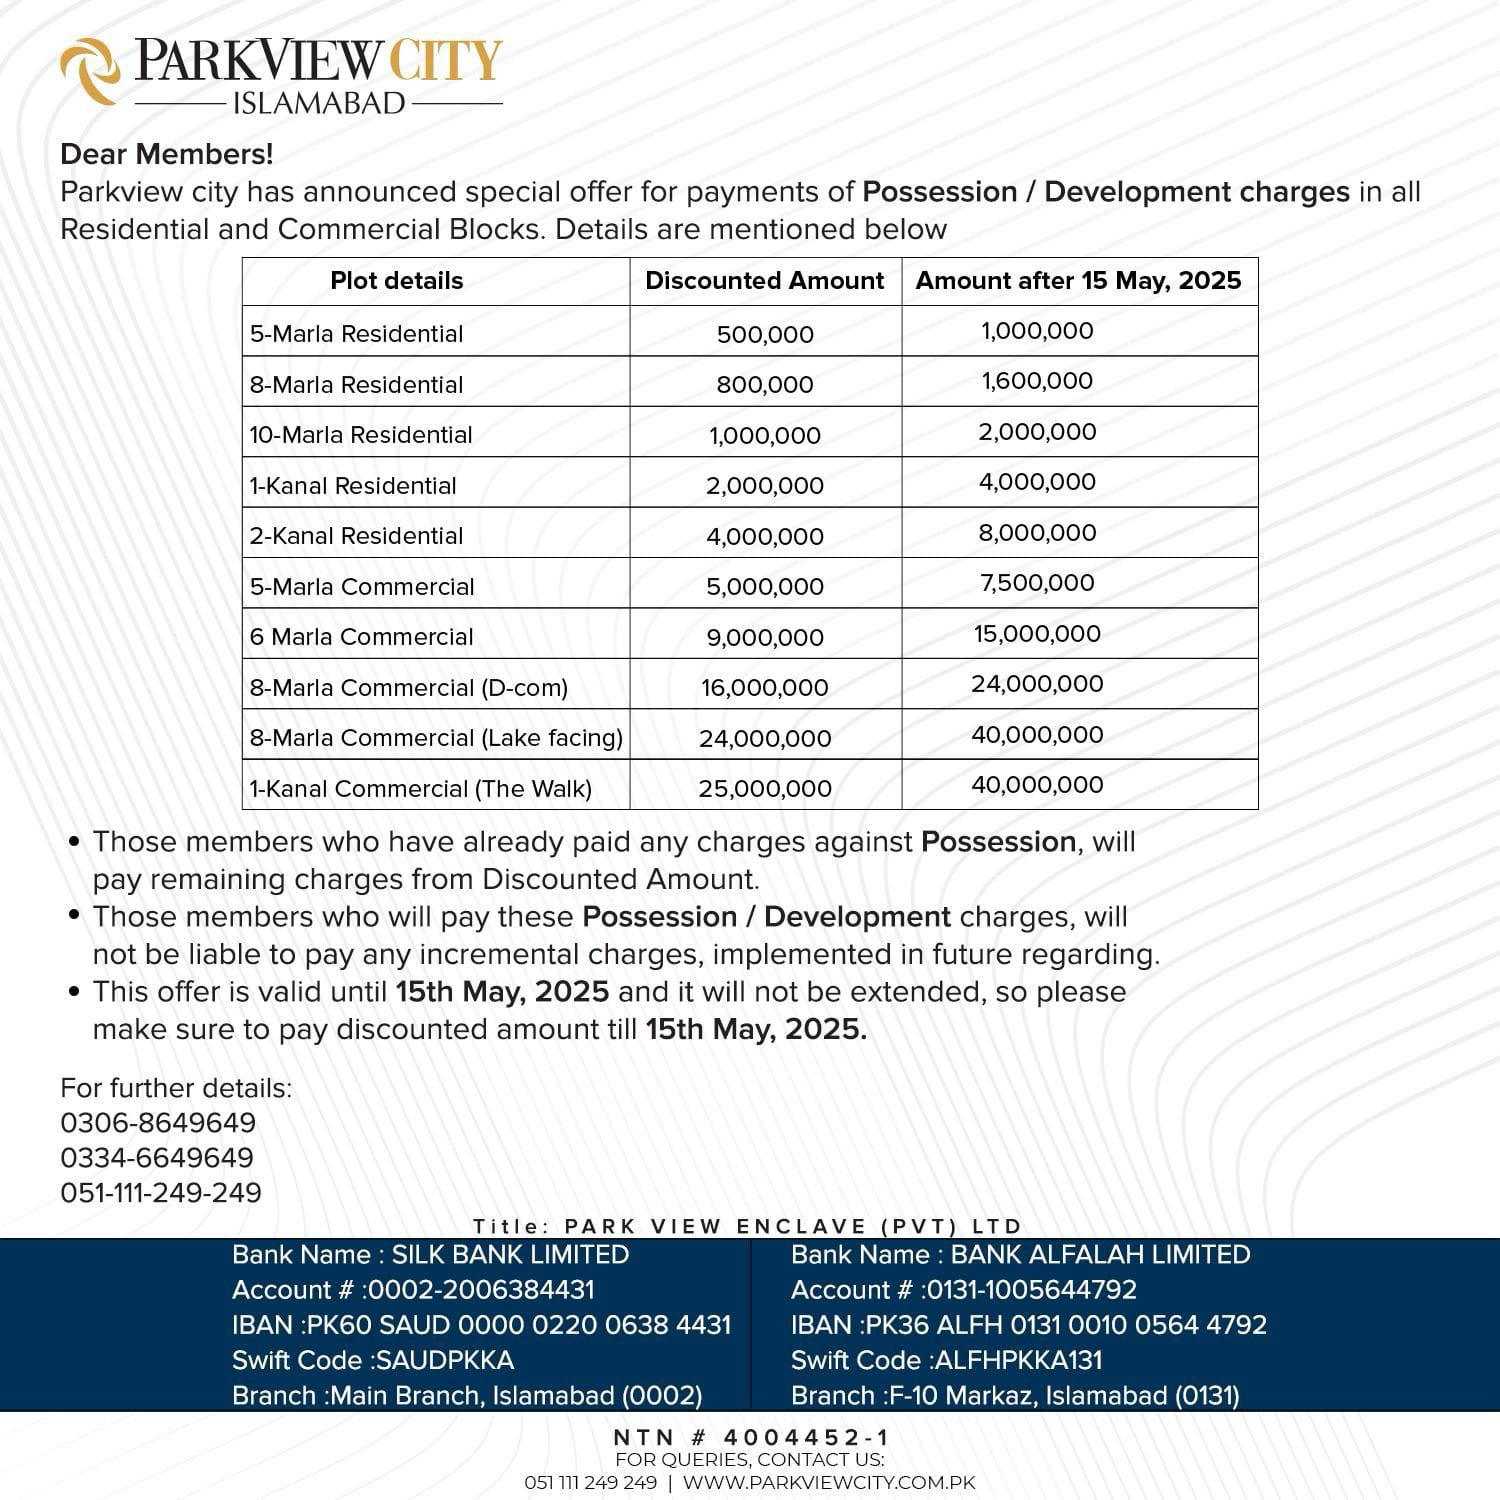 PARKVIEW CITY
ISLAMABAD
Dear Members!
Parkview city has announced special offer for payments of Possession / Development charges in all
Residential and Commercial Blocks. Details are mentioned below
Plot details Discounted Amount Amount after 15 May, 2025
5-Marla Residential 500,000 1,000,000
8-Marla Residential 800,000 1,600,000
10-Marla Residential 1,000,000 2,000,000
1-Kanal Residential 2,000,000 4,000,000
2-Kanal Residential 4,000,000 8,000,000
5-Marla Commercial 5,000,000 7,500,000
6 Marla Commercial 9,000,000 15,000,000
8-Marla Commercial (D-com) 16,000,000 24,000,000
8-Marla Commercial (Lake facing) 24,000,000 40,000,000
1-Kanal Commercial (The Walk) 25,000,000 40,000,000
• Those members who have already paid any charges against Possession, will
pay remaining charges from Discounted Amount.
• Those members who will pay these Possession / Development charges, will
not be liable to pay any incremental charges, implemented in future regarding.
• This offer is valid until 15th May, 2025 and it will not be extended, so please
make sure to pay discounted amount till 15th May, 2025.
For further details:
0306-8649649
0334-6649649
051-111-249-249
Title: PARK VIEW ENCLAVE (PVT) LTD
Bank Name : SILK BANK LIMITED
Account # :0002-2006384431
IBAN :PK60 SAUD 0000 0220 0638 4431
Swift Code :SAUDPKKA
Branch :Main Branch, Islamabad (0002)
Bank Name : BANK ALFALAH LIMITED
Account # :0131-1005644792
IBAN :PK36 ALFH 0131 0010 0564 4792
Swift Code :ALFHPKKA131
Branch :F-10 Markaz, Islamabad (0131)
NTN # 4004452-1
FOR QUERIES, CONTACT US:
051 111 249 249 | WWW.PARKVIEWCITY.COM.PK